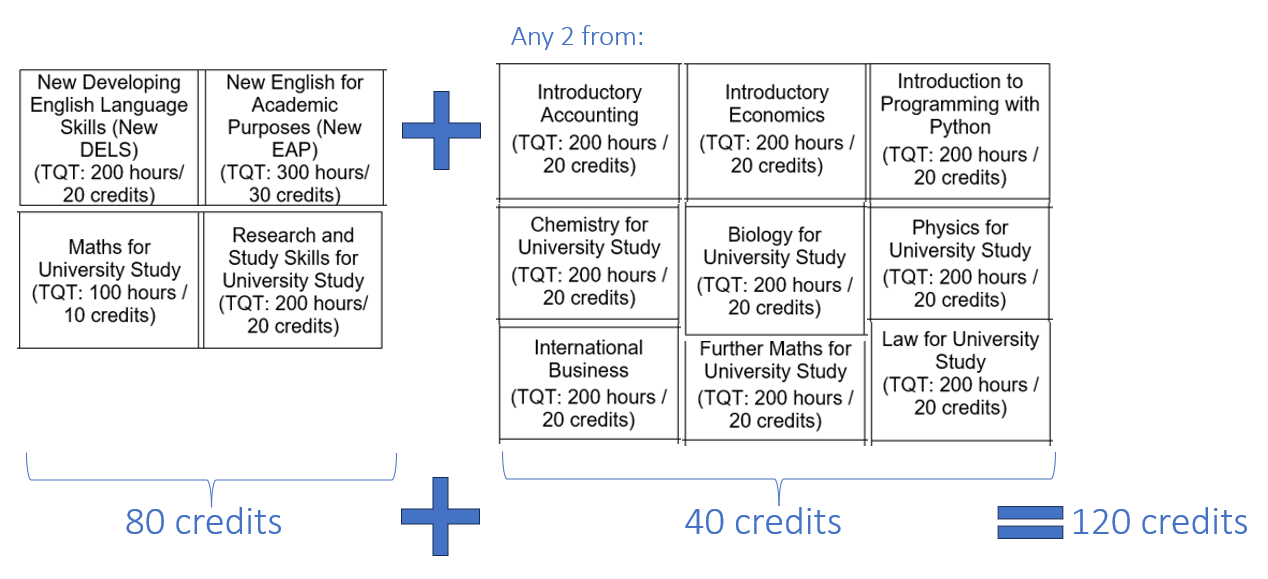 Any 2 from:
New Developing
English Language
Skills (New
DELS)
(TQT: 200 hours/
20 credits)
New English for
Academic
Purposes (New
EAP)
(TQT: 300 hours/
30 credits)
Maths for
University Study
(TQT: 100 hours /
10 credits)
Research and
Study Skills for
University Study
(TQT: 200 hours/
20 credits)
Introductory
Accounting
(TQT: 200 hours /
20 credits)
Introductory
Economics
(TQT: 200 hours /
20 credits)
Introduction to
Programming with
Python
(TQT: 200 hours /
20 credits)
Chemistry for
University Study
(TQT: 200 hours /
20 credits)
Biology for
University Study
(TQT: 200 hours /
20 credits)
Physics for
University Study
(TQT: 200 hours /
20 credits)
International
Business
(TQT: 200 hours /
20 credits)
Further Maths for
University Study
(TQT: 200 hours /
20 credits)
Law for University
Study
(TQT: 200 hours /
20 credits)
80 credits
40 credits
120 credits